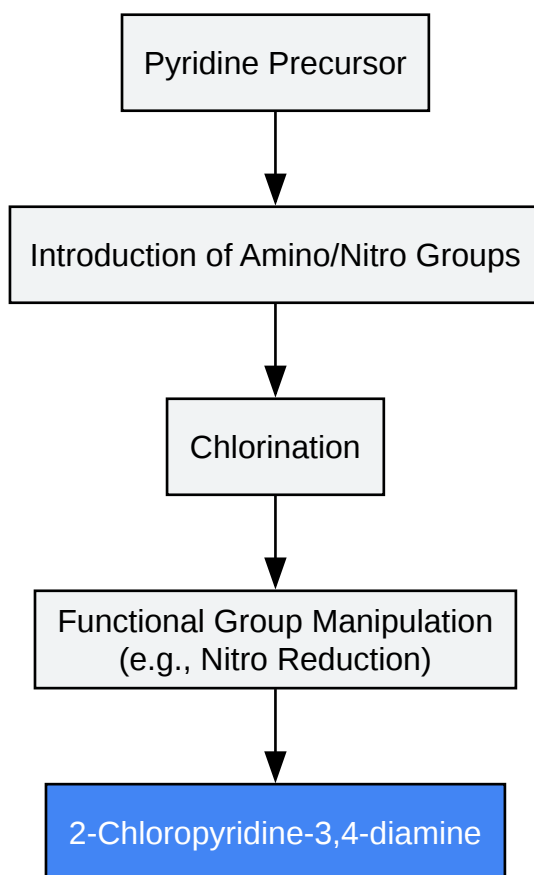 Pyridine Precursor
Introduction of Amino/Nitro Groups
Chlorination
Functional Group Manipulation
(e.g., Nitro Reduction)
2-Chloropyridine-3,4-diamine